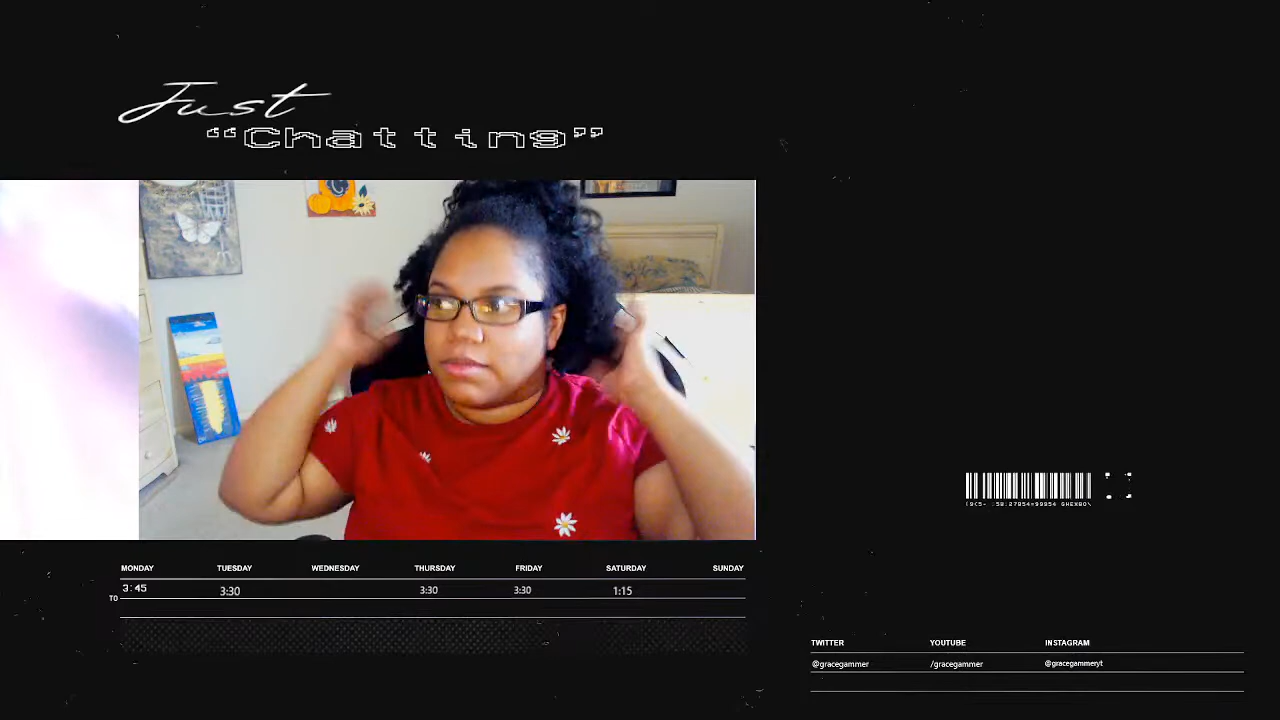 Just
“Chatting”
MONDAY TUESDAY WEDNESDAY THURSDAY FRIDAY SATURDAY SUNDAY
3:45 3:30 3:30 3:30 1:15
TO
TWITTER YOUTUBE INSTAGRAM
@gracegammer /gracegammer @gracegammeryt